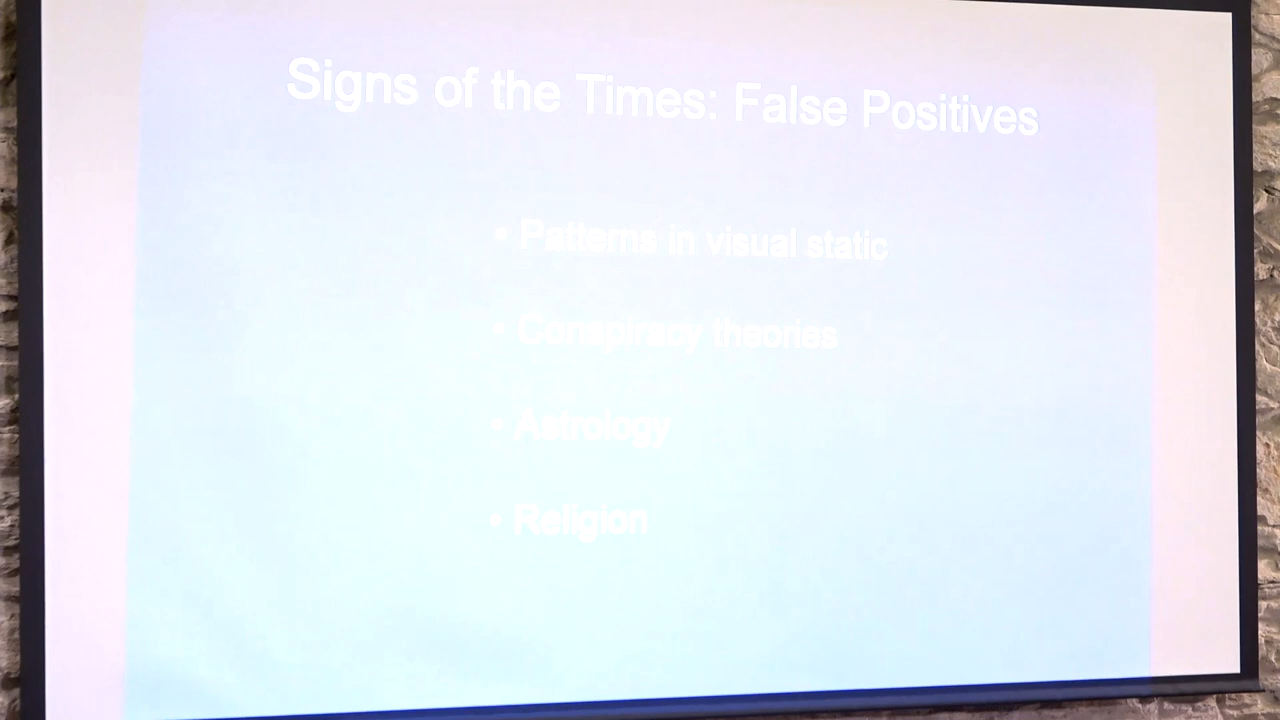 Signs of the Times: False Positives
• Patterns in visual static
• Conspiracy theories
• Astrology
• Religion